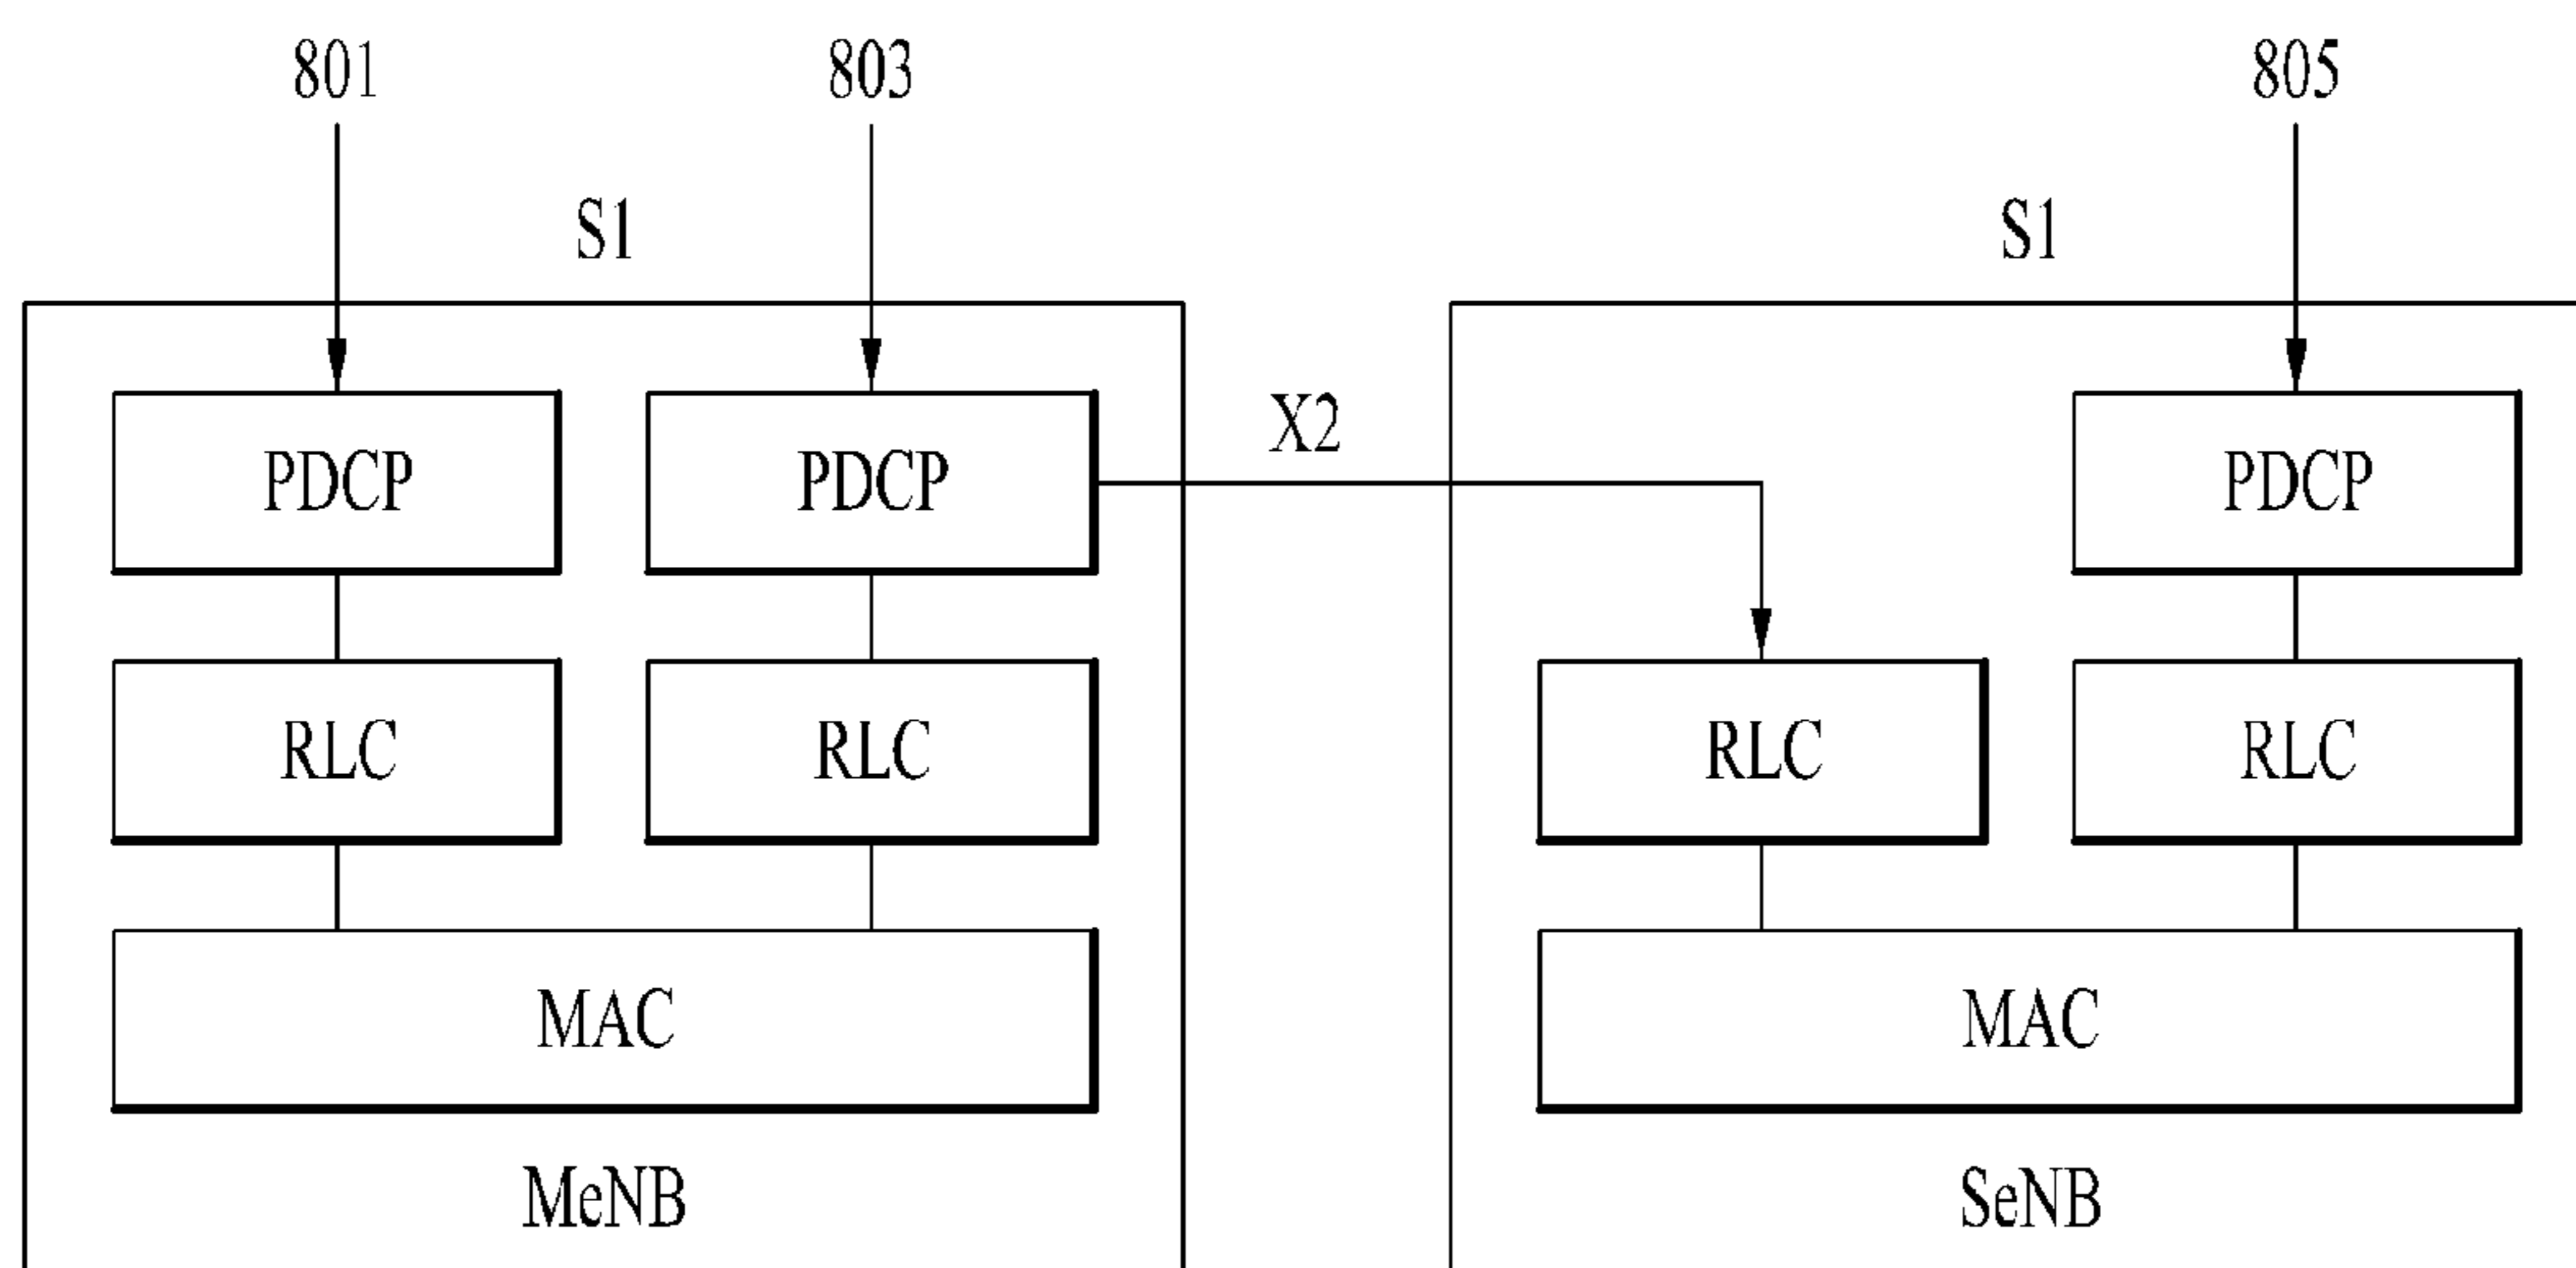 801 803 805
S1 S1
X2
PDCP PDCP PDCP
RLC RLC RLC RLC
MAC MAC
MeNB SeNB